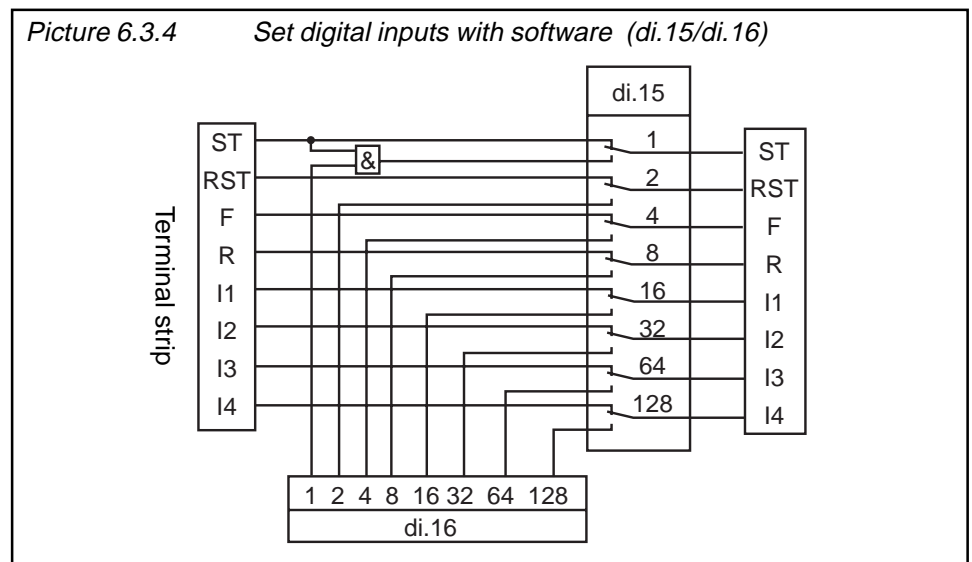 Picture 6.3.4 Set digital inputs with software (di.15/di.16)
di.15
ST
RST
F
R
I1
I2
I3
I4
Terminal strip
&
1
2
4
8
16
32
64
128
ST
RST
F
R
I1
I2
I3
I4
1 2 4 8 16 32 64 128
di.16